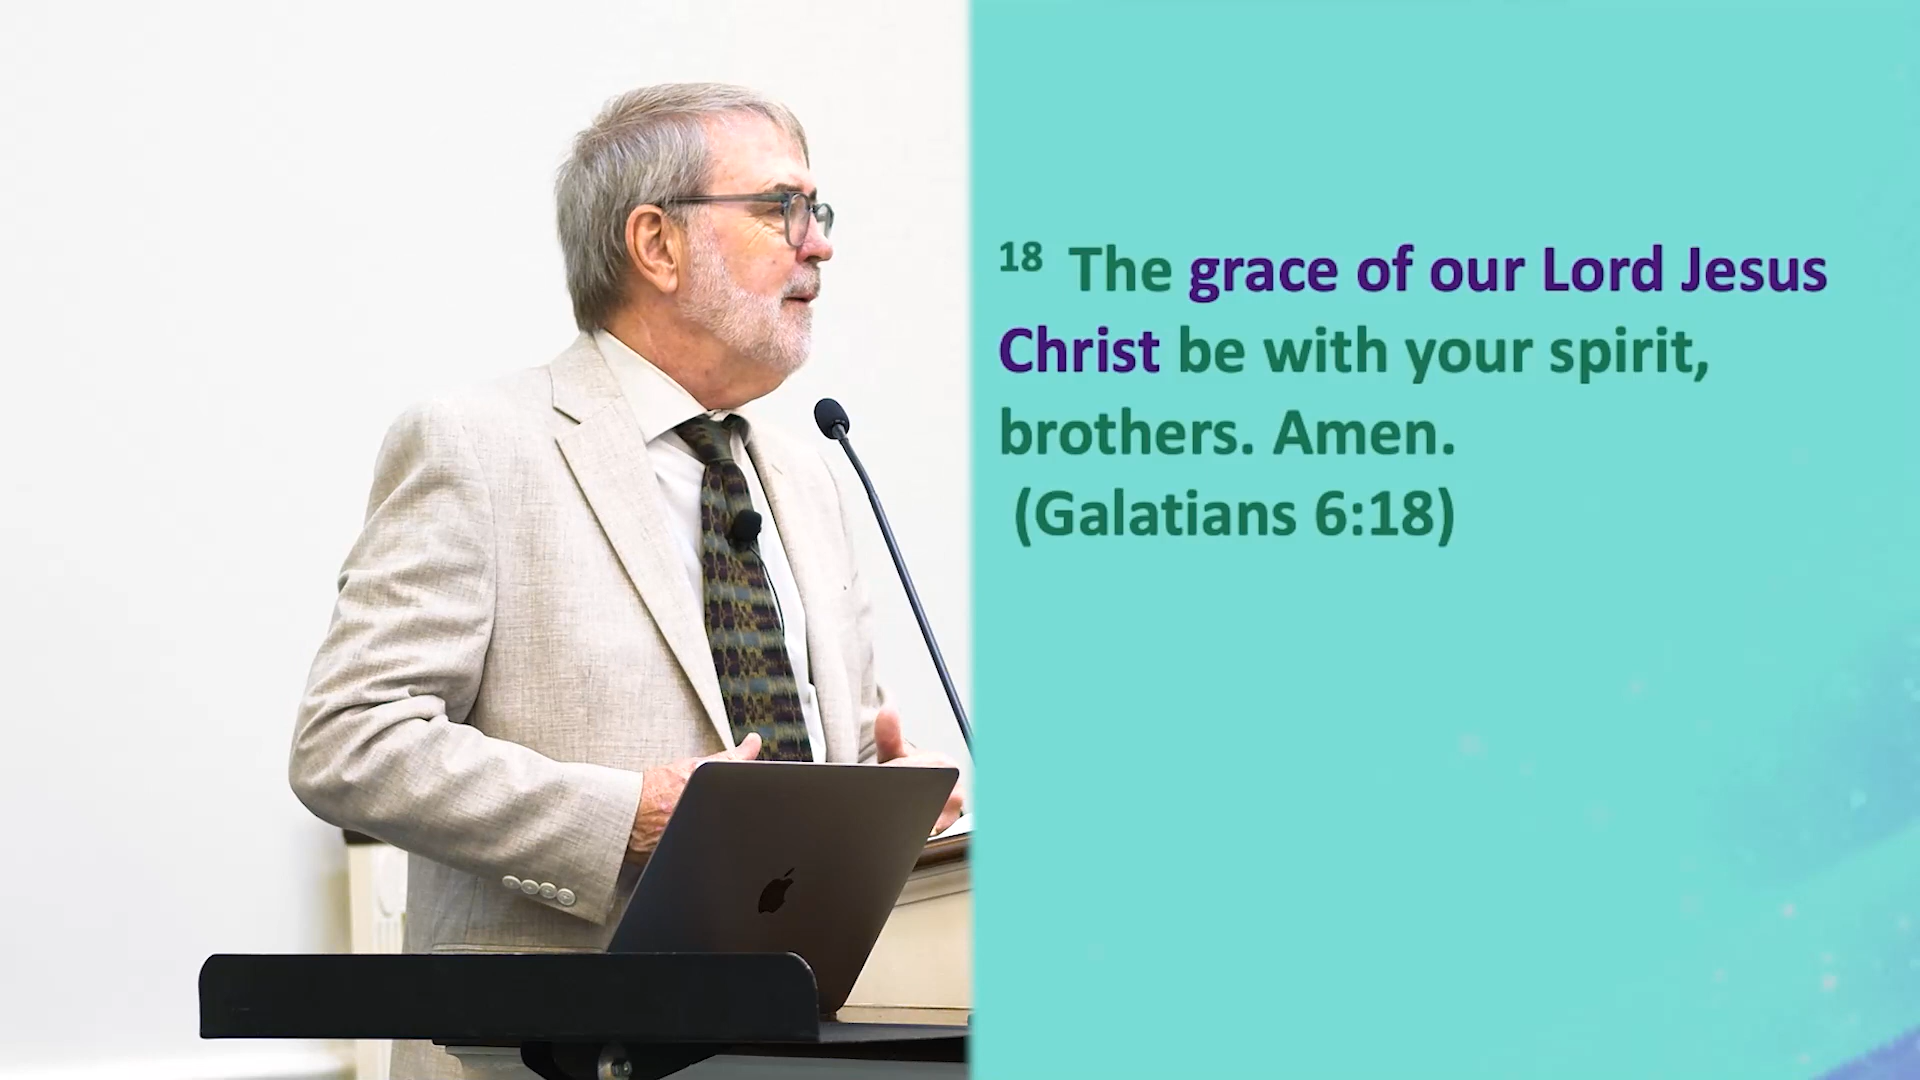 18 The grace of our Lord Jesus
Christ be with your spirit,
brothers. Amen.
(Galatians 6:18)